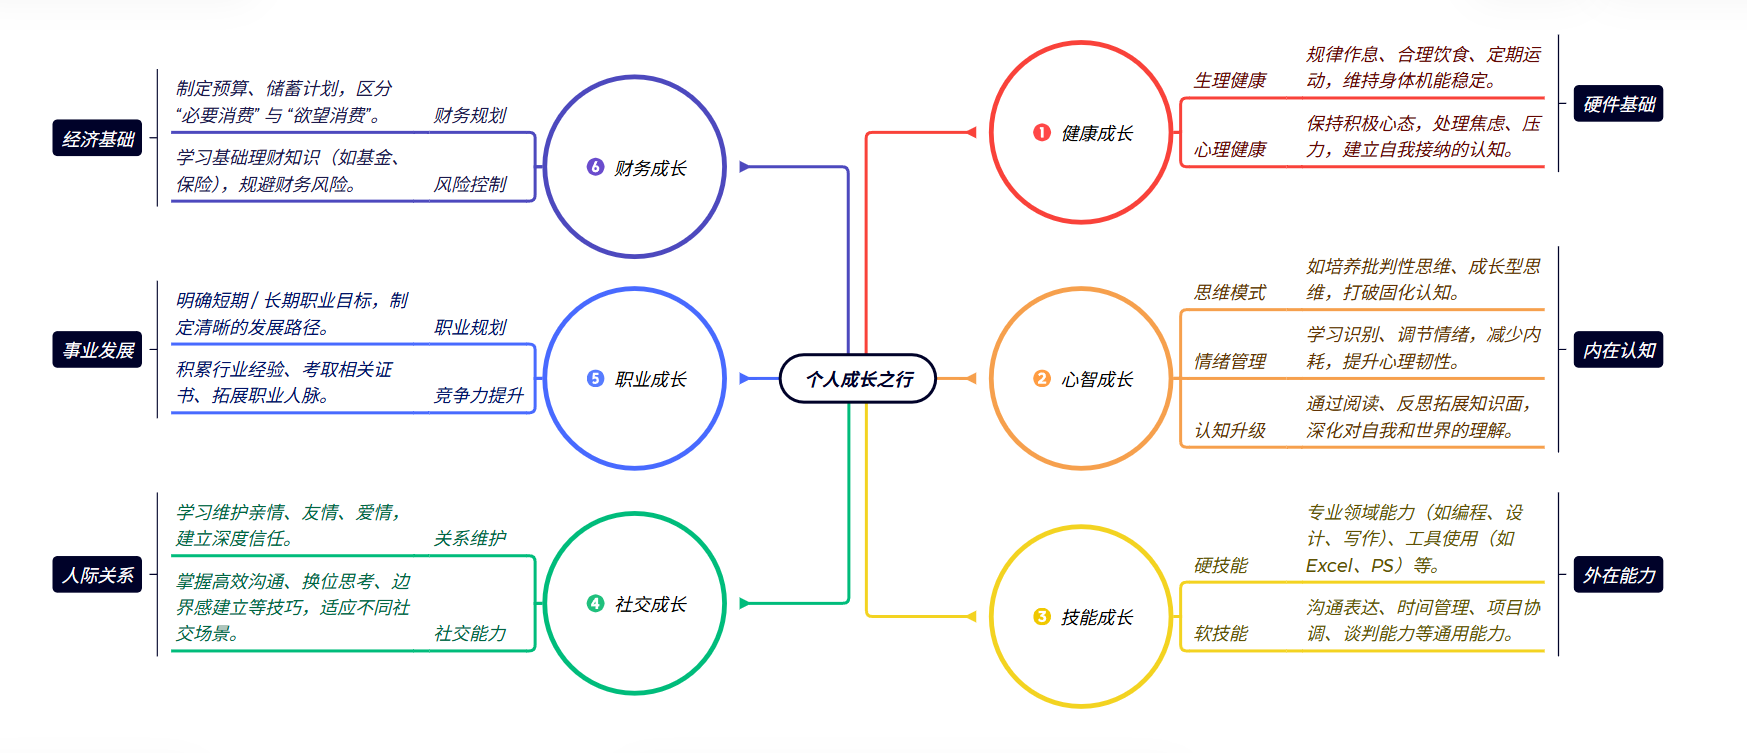 个人成长之行
❶ 健康成长
生理健康
规律作息、合理饮食、定期运
动，维持身体机能稳定。
心理健康
保持积极心态，处理焦虑、压
力，建立自我接纳的认知。
硬件基础
❷ 心智成长
思维模式
如培养批判性思维、成长型思
维，打破固化认知。
情绪管理
学习识别、调节情绪，减少内
耗，提升心理韧性。
认知升级
通过阅读、反思拓展知识面，
深化对自我和世界的理解。
内在认知
❸ 技能成长
硬技能
专业领域能力（如编程、设
计、写作）、工具使用（如
Excel、PS）等。
软技能
沟通表达、时间管理、项目协
调、谈判能力等通用能力。
外在能力
❹ 社交成长
关系维护
学习维护亲情、友情、爱情，
建立深度信任。
社交能力
掌握高效沟通、换位思考、边
界感建立等技巧，适应不同社
交场景。
人际关系
❺ 职业成长
职业规划
明确短期 / 长期职业目标，制
定清晰的发展路径。
竞争力提升
积累行业经验、考取相关证
书、拓展职业人脉。
事业发展
❻ 财务成长
财务规划
制定预算、储蓄计划，区分
“必要消费” 与 “欲望消费”。
风险控制
学习基础理财知识（如基金、
保险），规避财务风险。
经济基础